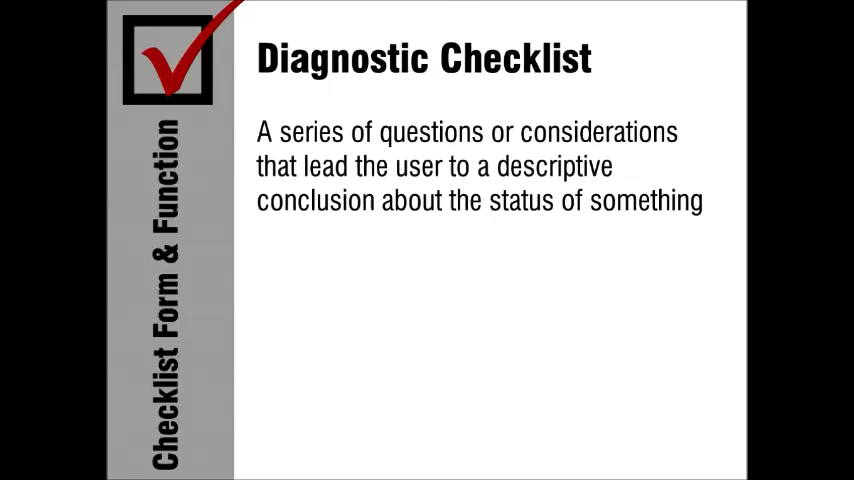 Diagnostic Checklist
A series of questions or considerations
that lead the user to a descriptive
conclusion about the status of something
Checklist Form & Function